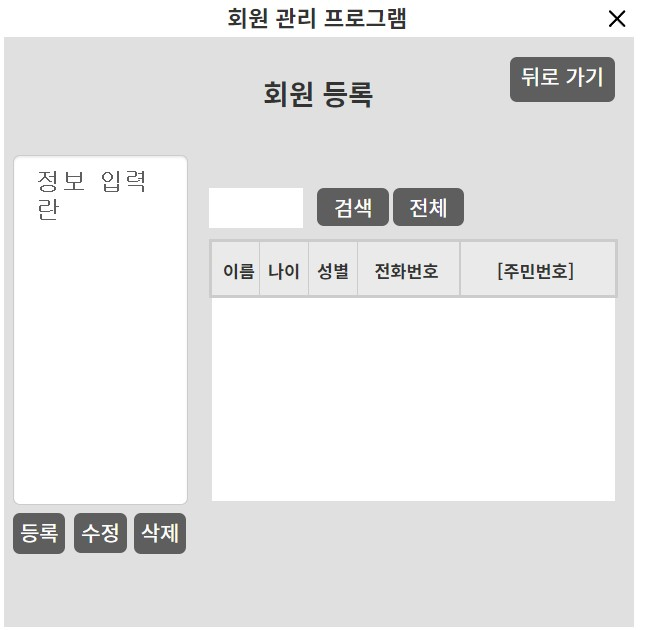 회원 관리 프로그램
뒤로 가기
회원 등록
정보 입력
란
검색 전체
이름 나이 성별 전화번호 [주민번호]
등록 수정 삭제